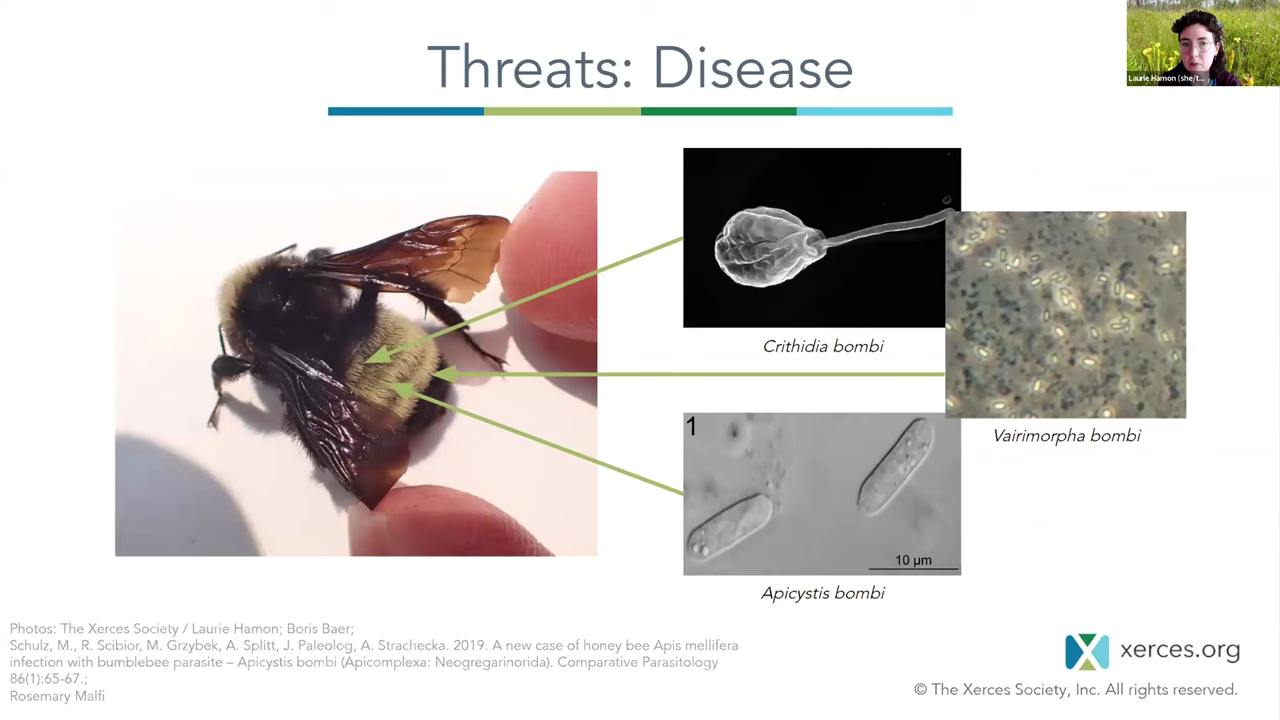 Threats: Disease
Laurie Hamon (she/t...
Crithidia bombi
Vairimorpha bombi
1
10 µm
Apicystis bombi
Photos: The Xerces Society / Laurie Hamon; Boris Baer;
Schulz, M., R. Scibior, M. Grzybek, A. Splitt, J. Paleolog, A. Strachecka. 2019. A new case of honey bee Apis mellifera
infection with bumblebee parasite – Apicystis bombi (Apicomplexa: Neogregarinorida). Comparative Parasitology
86(1):65-67.;
Rosemary Malfi
xerces.org
© The Xerces Society, Inc. All rights reserved.